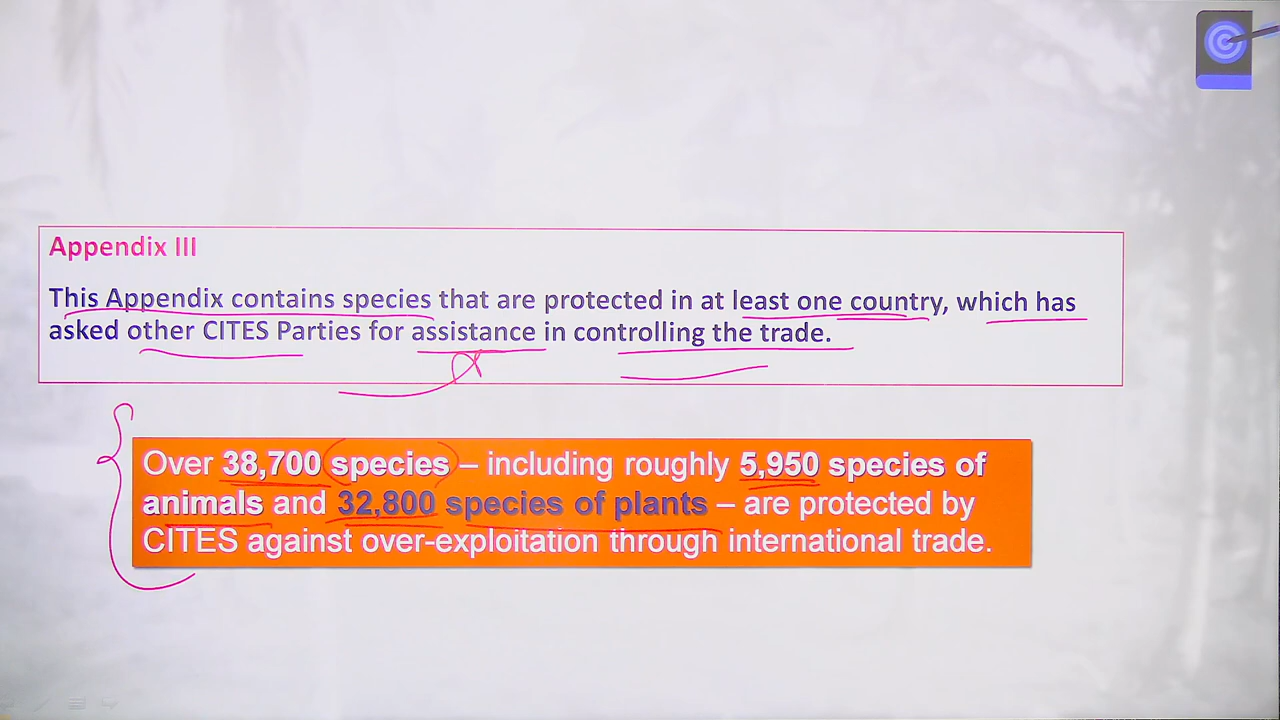 Appendix III
This Appendix contains species that are protected in at least one country, which has
asked other CITES Parties for assistance in controlling the trade.
Over 38,700 species – including roughly 5,950 species of
animals and 32,800 species of plants – are protected by
CITES against over-exploitation through international trade.